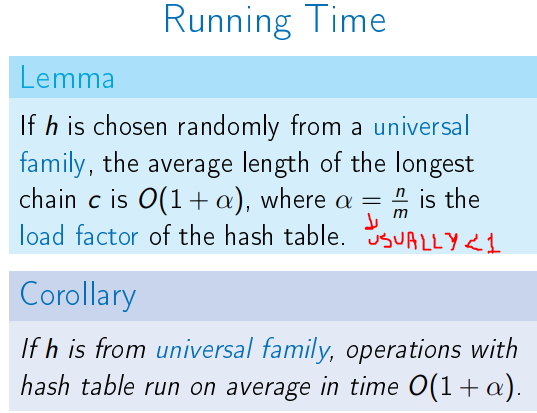 Running Time
Lemma
If h is chosen randomly from a universal
family, the average length of the longest
chain c is O(1 + α), where α = n/m is the
load factor of the hash table. USUALLY < 1
Corollary
If h is from universal family, operations with
hash table run on average in time O(1 + α).